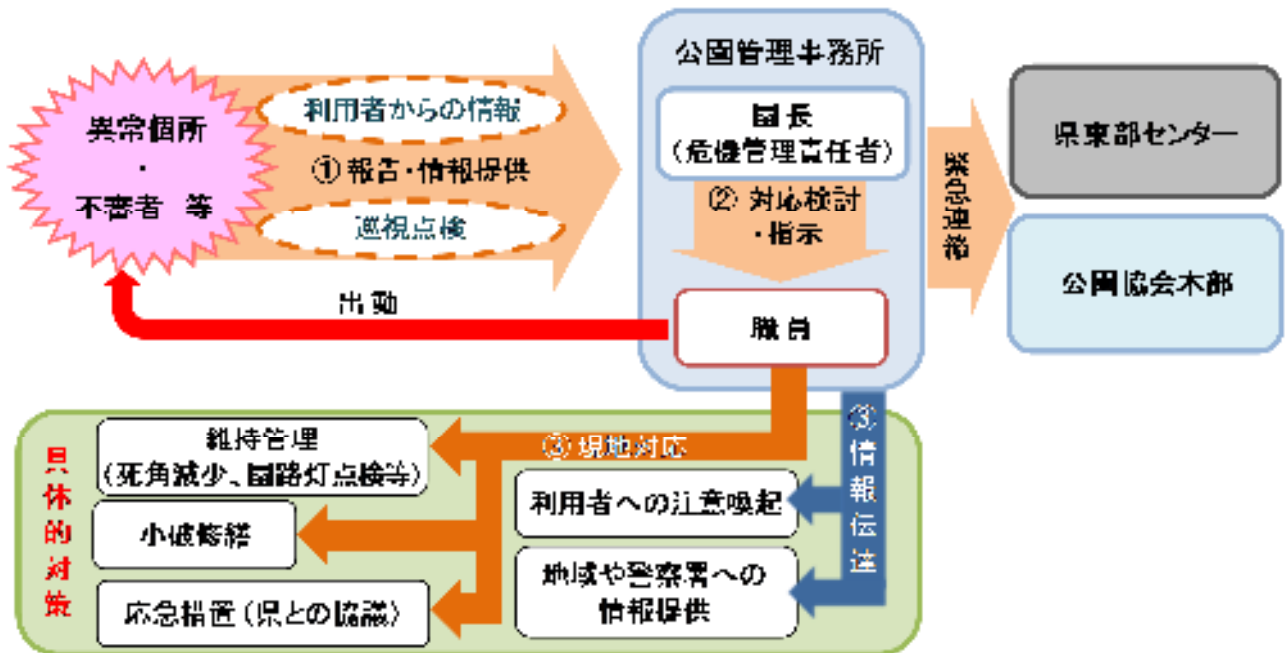 異常個所
・
不審者 等
利用者からの情報
①報告・情報提供
巡視点検
出動
公園管理事務所
園長
(危機管理責任者)
② 対応検討
・指示
職員
緊急連絡
県東部センター
公園協会本部
具体的対策
維持管理
(死角減少、園路灯点検等)
小破修繕
応急措置(県との協議)
③現地対応
利用者への注意喚起
地域や警察署への
情報提供
③情報伝達